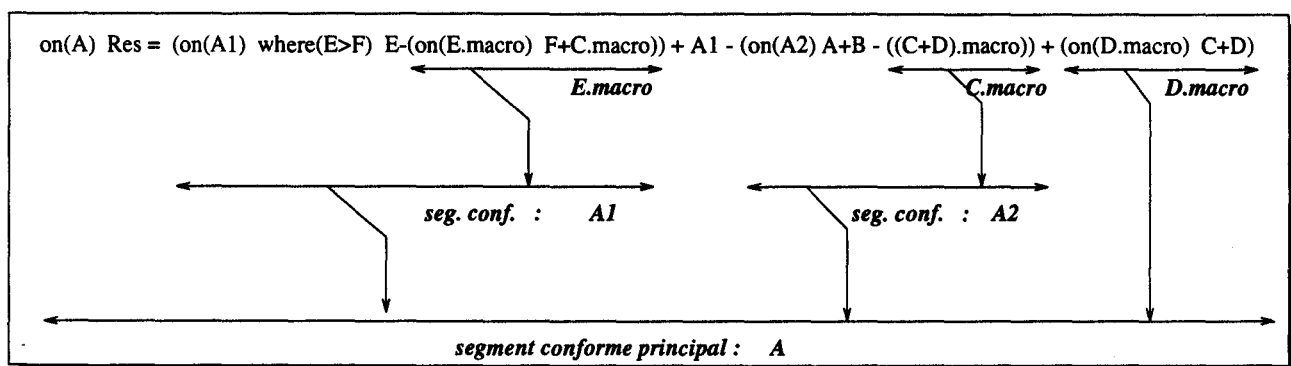 on(A) Res = (on(A1) where(E>F) E-(on(E.macro) F+C.macro)) + A1 - (on(A2) A+B - ((C+D).macro)) + (on(D.macro) C+D)
E.macro C.macro D.macro
seg. conf. : A1 seg. conf. : A2
segment conforme principal : A